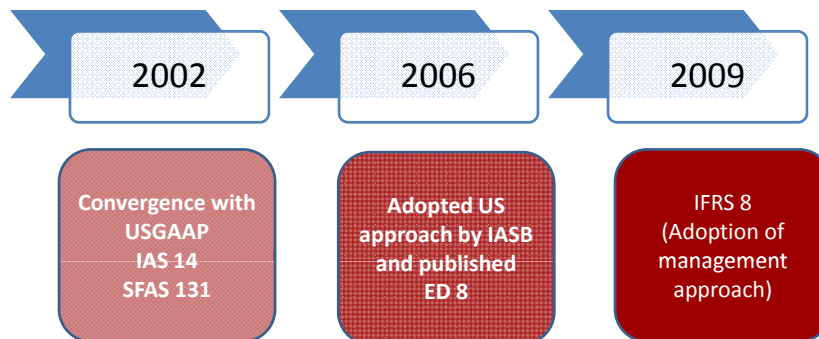 2002
2006
2009
Convergence with
USGAAP
IAS 14
SFAS 131
Adopted US
approach by IASB
and published
ED 8
IFRS 8
(Adoption of
management
approach)